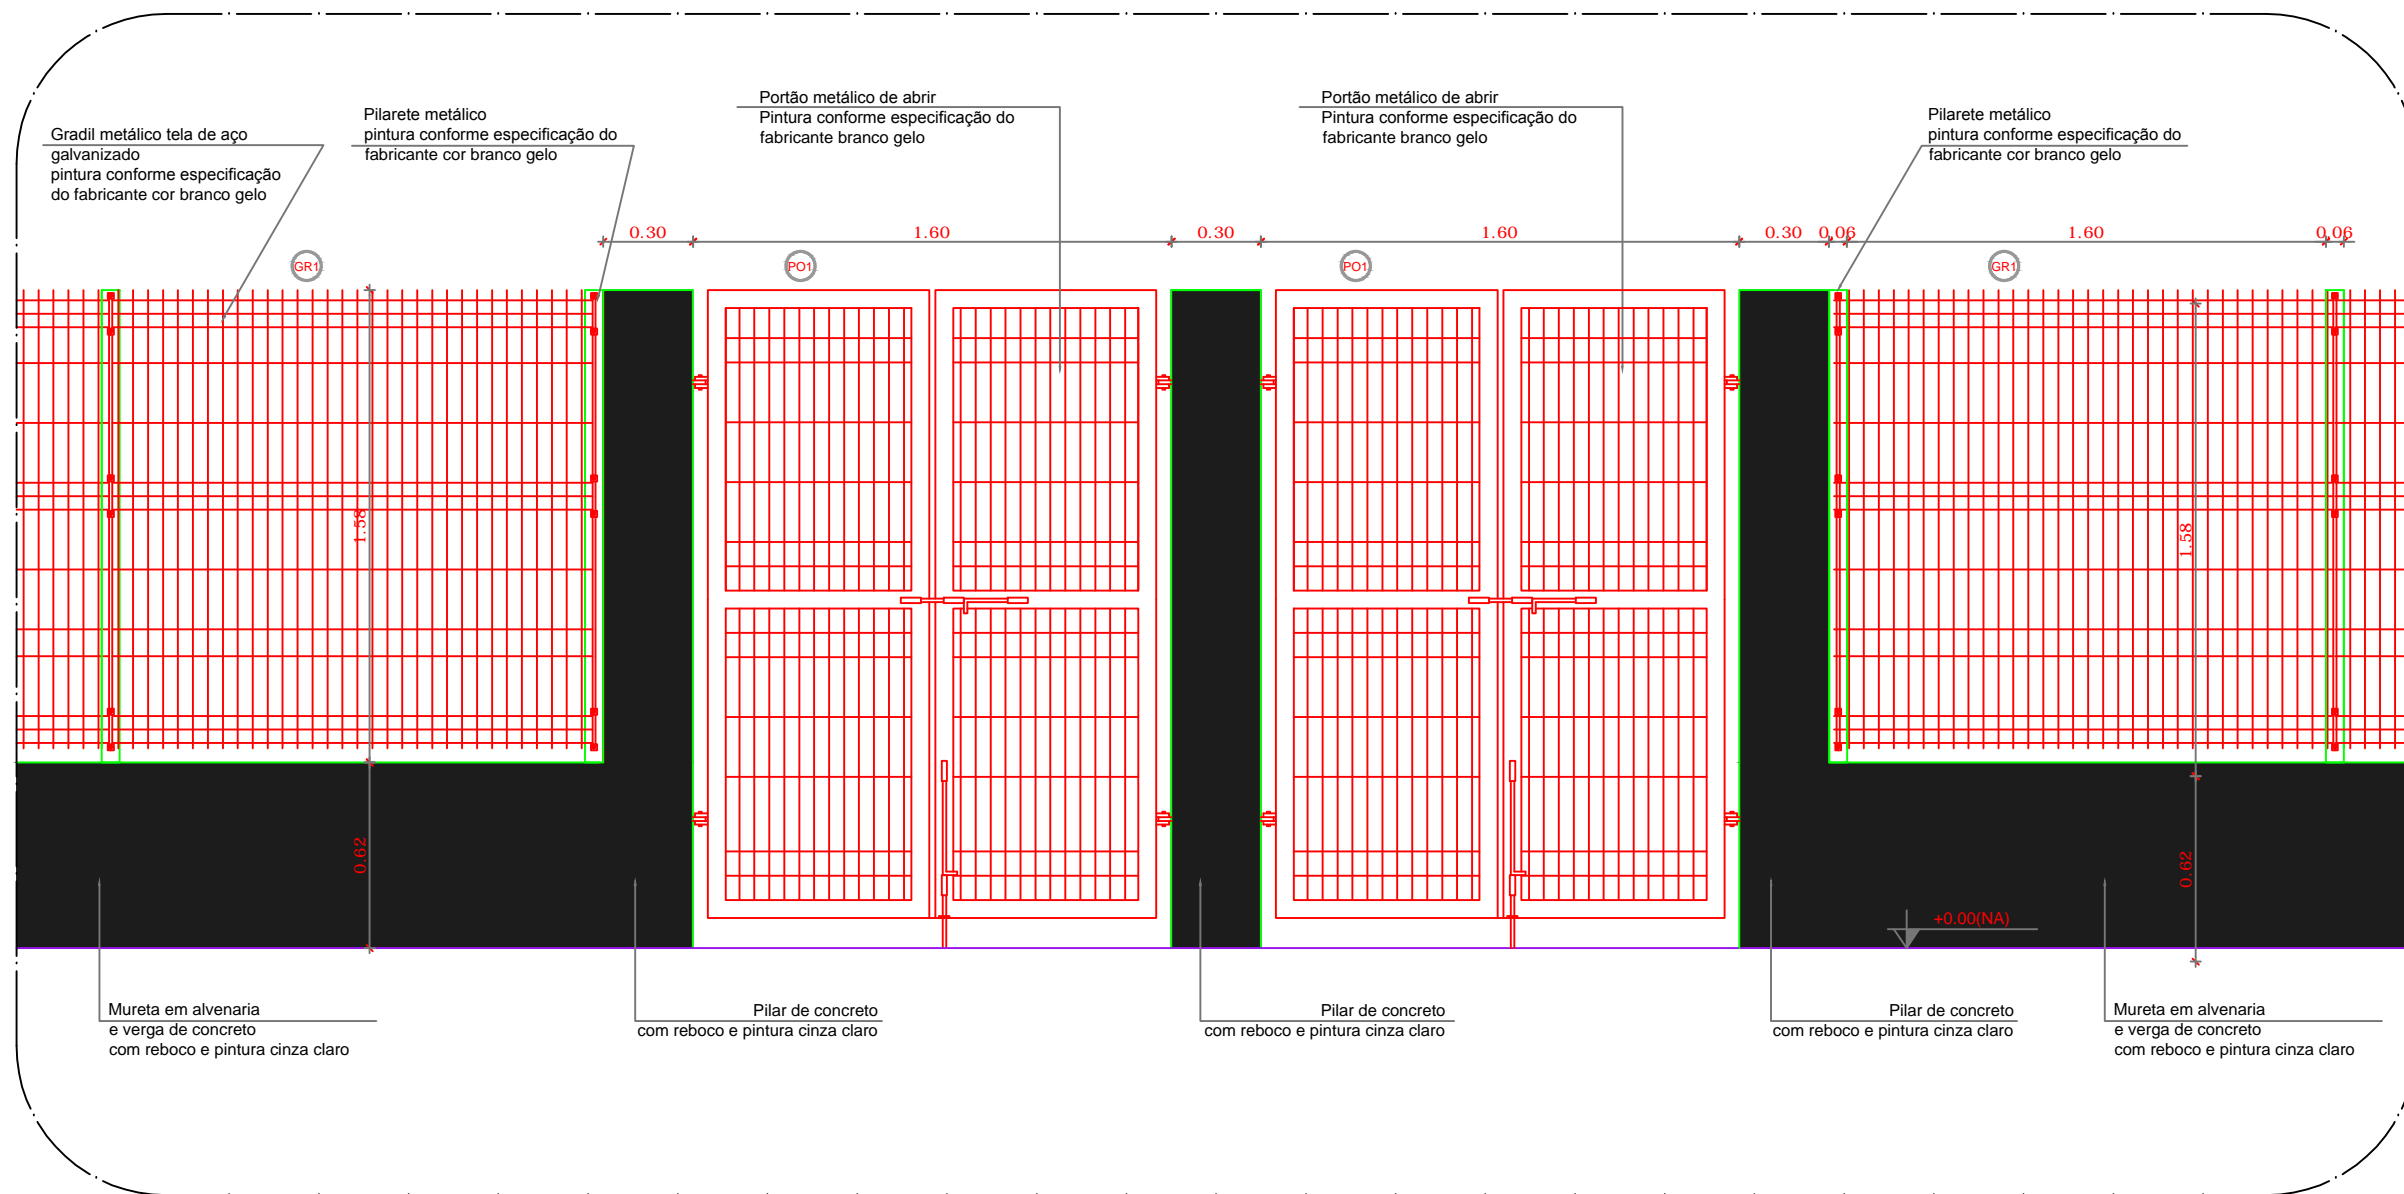 Gradil metálico tela de aço
galvanizado
pintura conforme especificação
do fabricante cor branco gelo
Pilarete metálico
pintura conforme especificação do
fabricante cor branco gelo
Portão metálico de abrir
Pintura conforme especificação do
fabricante branco gelo
Portão metálico de abrir
Pintura conforme especificação do
fabricante branco gelo
Pilarete metálico
pintura conforme especificação do
fabricante cor branco gelo
0.30
1.60
0.30
1.60
0.30
0.06
1.60
0.06
GR1
PO1
PO1
GR1
1.58
1.58
0.62
0.62
+0.00(NA)
Mureta em alvenaria
e verga de concreto
com reboco e pintura cinza claro
Pilar de concreto
com reboco e pintura cinza claro
Pilar de concreto
com reboco e pintura cinza claro
Pilar de concreto
com reboco e pintura cinza claro
Mureta em alvenaria
e verga de concreto
com reboco e pintura cinza claro